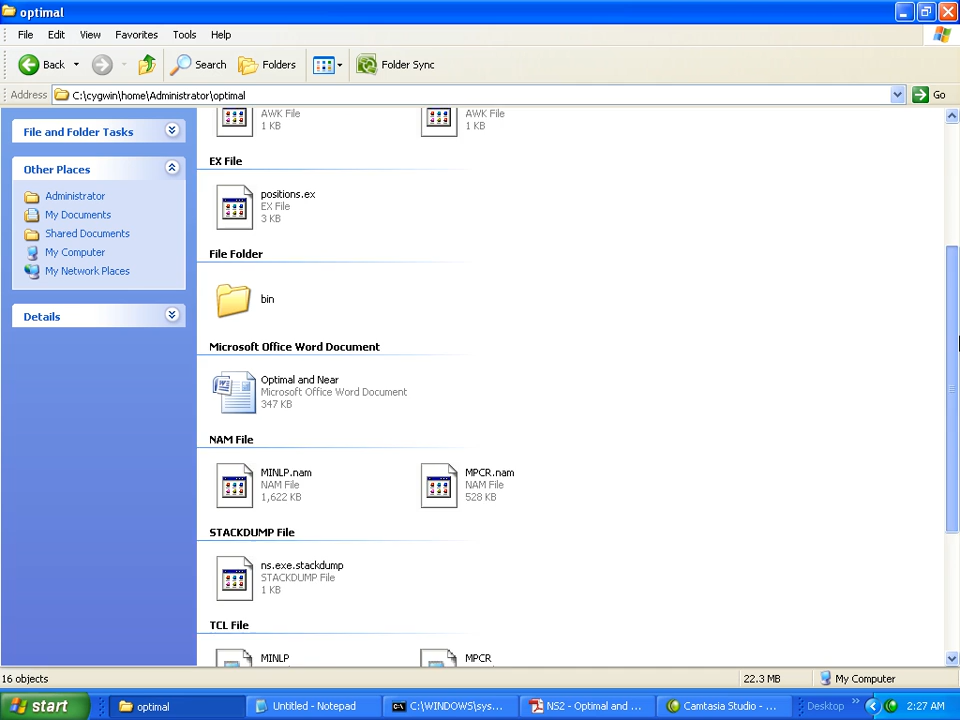 optimal
File Edit View Favorites Tools Help
Back Search Folders Folder Sync
Address C:\cygwin\home\Administrator\optimal Go
File and Folder Tasks
Other Places
Administrator
My Documents
Shared Documents
My Computer
My Network Places
Details
AWK File
1 KB
AWK File
1 KB
EX File
positions.ex
EX File
3 KB
File Folder
bin
Microsoft Office Word Document
Optimal and Near
Microsoft Office Word Document
347 KB
NAM File
MINLP.nam
NAM File
1,622 KB
MPCR.nam
NAM File
528 KB
STACKDUMP File
ns.exe.stackdump
STACKDUMP File
1 KB
TCL File
MINLP
MPCR
16 objects 22.3 MB My Computer
start optimal Untitled - Notepad C:\WINDOWS\sys... NS2 - Optimal and ... Camtasia Studio - ... Desktop » 2:27 AM